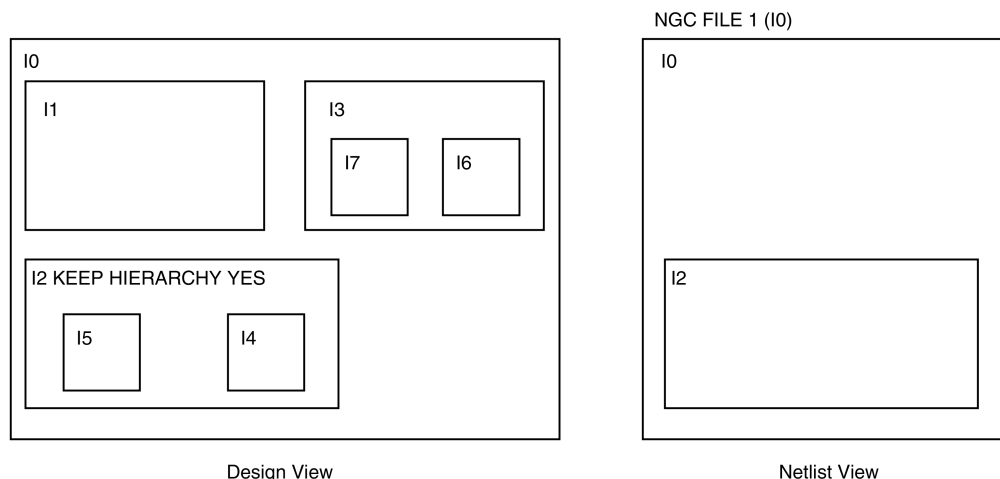 NGC FILE 1 (I0)
I0
I1
I3
I7
I6
I2 KEEP HIERARCHY YES
I5
I4
Design View
I0
I2
Netlist View